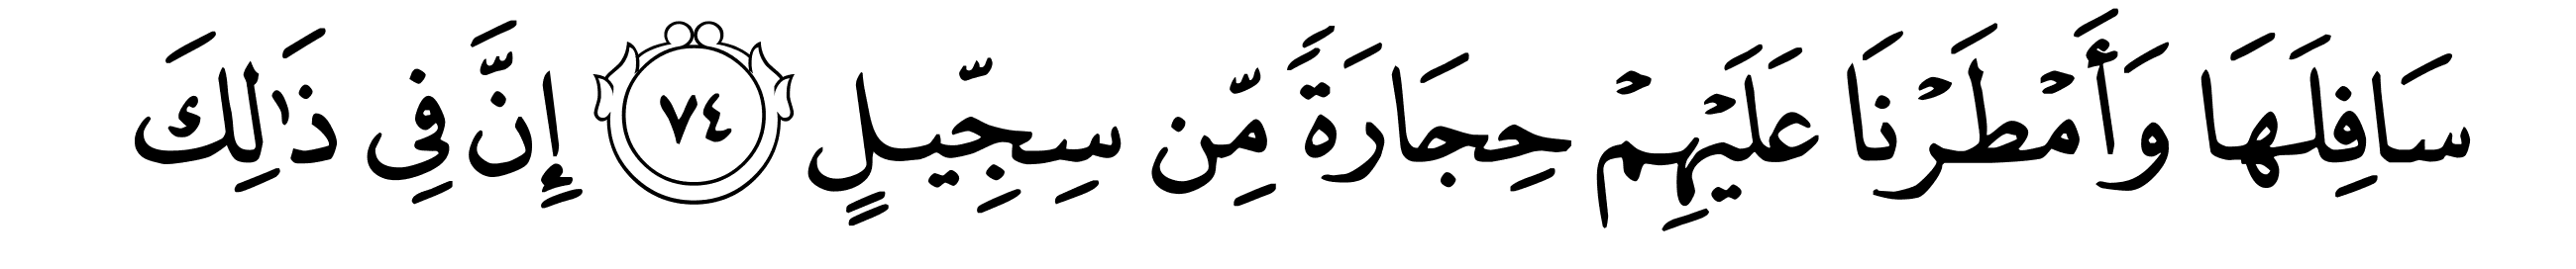 سَافِلَهَا وَأَمْطَرْنَا عَلَيْهِمْ حِجَارَةً مِّن سِجِّيلٍ ٧٤ إِنَّ فِي ذَٰلِكَ